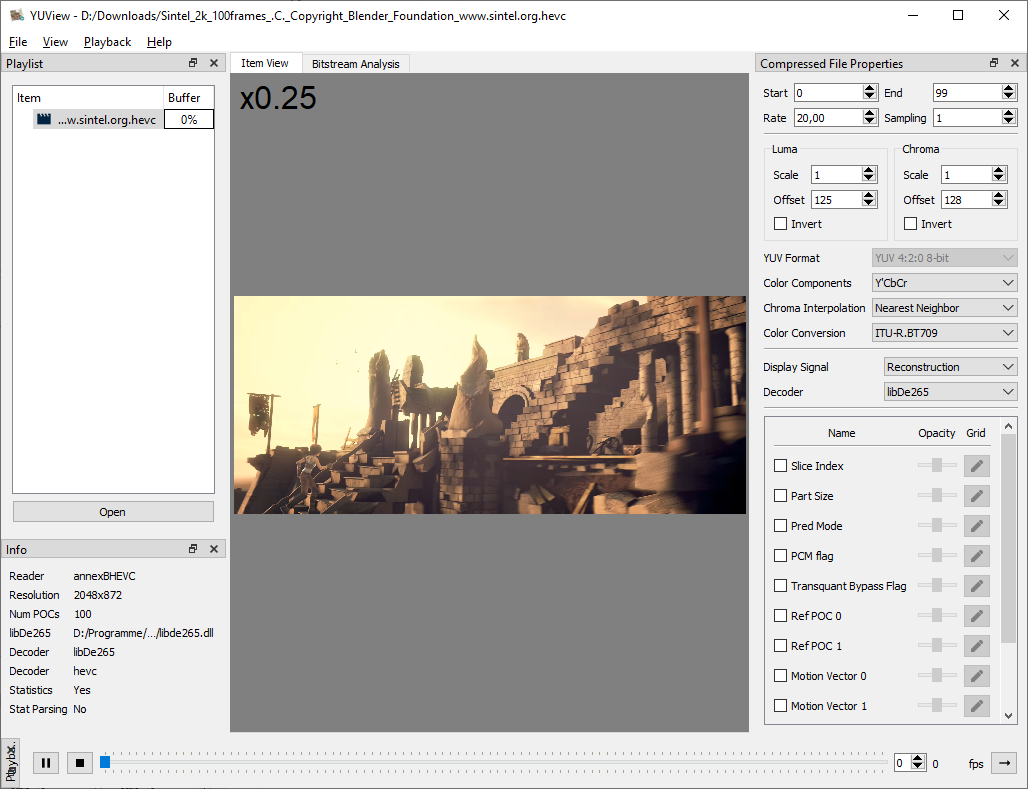 YUView - D:/Downloads/Sintel_2k_100frames_.C._Copyright_Blender_Foundation_www.sintel.org.hevc
File View Playback Help
Playlist
Item Buffer
...w.sintel.org.hevc 0%
Open
Info
Reader annexBHEVC
Resolution 2048x872
Num POCs 100
libDe265 D:/Programme/.../libde265.dll
Decoder libDe265
Decoder hevc
Statistics Yes
Stat Parsing No
Item View Bitstream Analysis
x0.25
Compressed File Properties
Start 0 End 99
Rate 20,00 Sampling 1
Luma Chroma
Scale 1 Scale 1
Offset 125 Offset 128
Invert Invert
YUV Format YUV 4:2:0 8-bit
Color Components Y'CbCr
Chroma Interpolation Nearest Neighbor
Color Conversion ITU-R.BT709
Display Signal Reconstruction
Decoder libDe265
Name Opacity Grid
Slice Index
Part Size
Pred Mode
PCM flag
Transquant Bypass Flag
Ref POC 0
Ref POC 1
Motion Vector 0
Motion Vector 1
0 0 fps